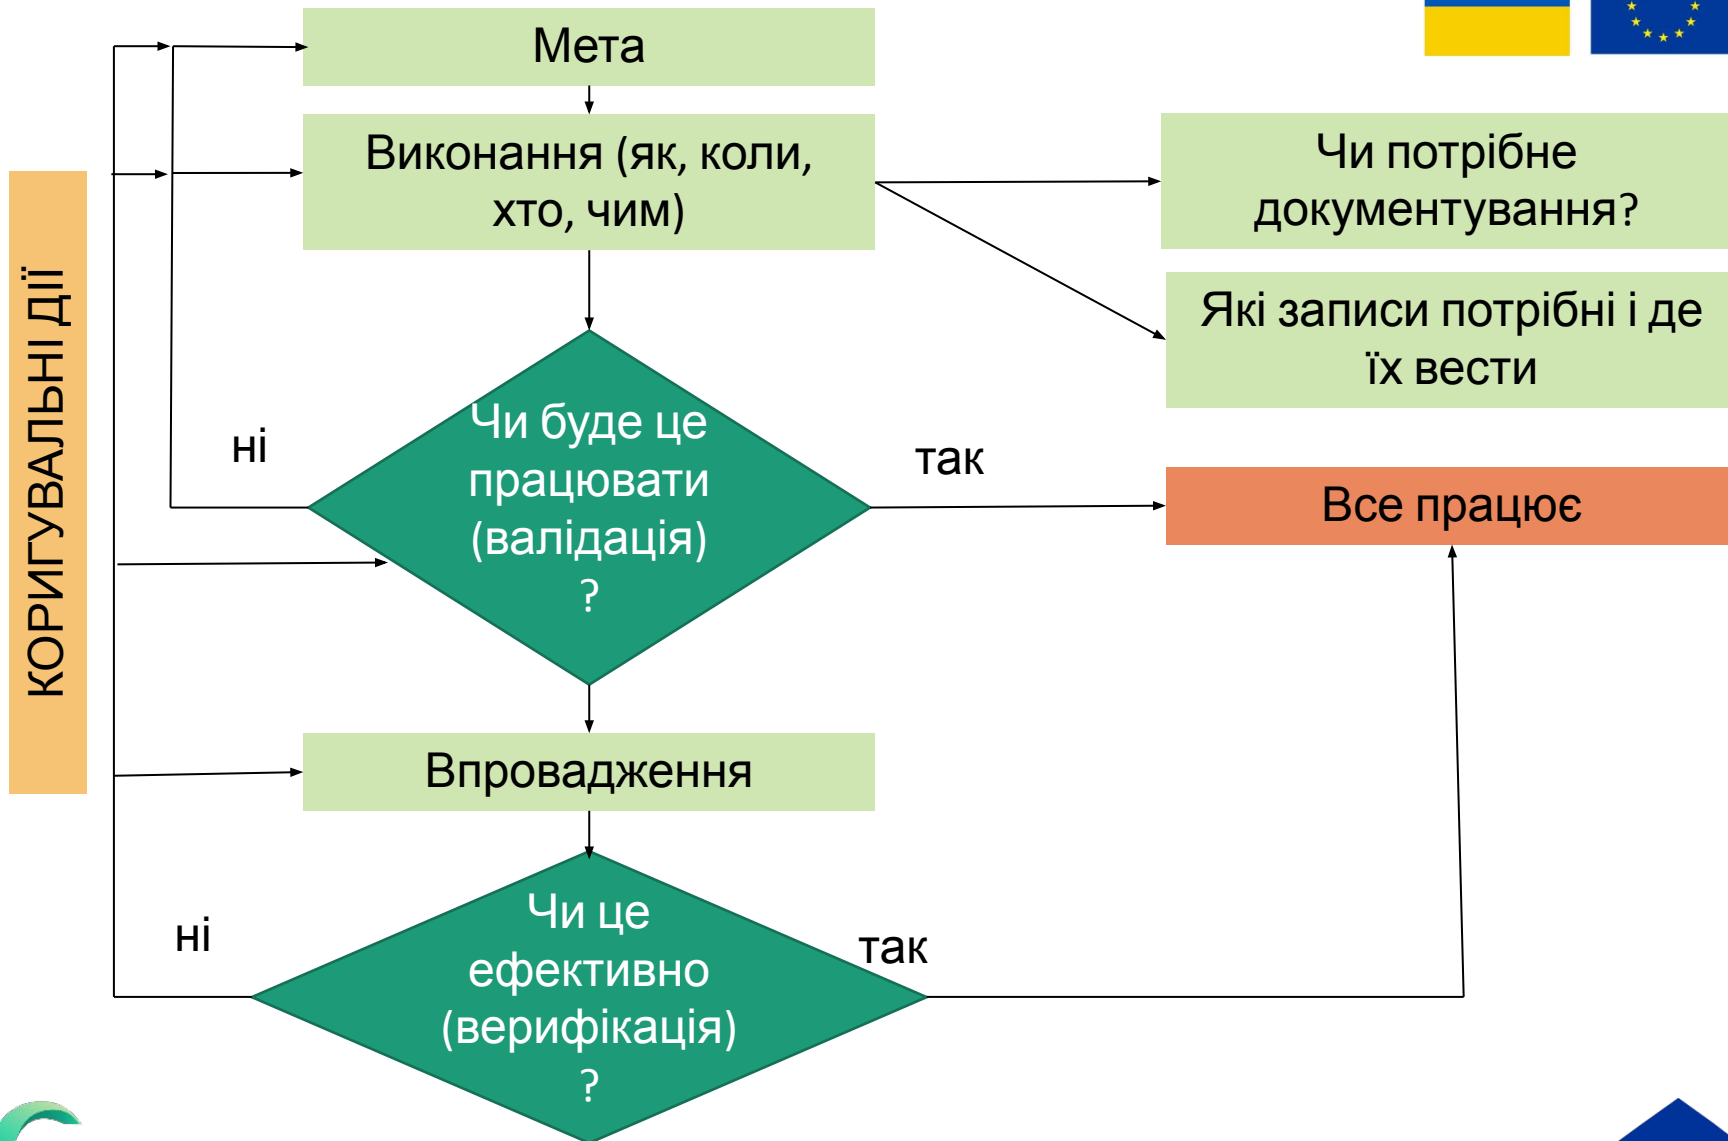 Мета
Виконання (як, коли,
хто, чим)
Чи потрібне
документування?
Які записи потрібні і де
їх вести
КОРИГУВАЛЬНІ ДІЇ
Чи буде це
працювати
(валідація)
?
ні
так
Все працює
Впровадження
Чи це
ефективно
(верифікація)
?
ні
так